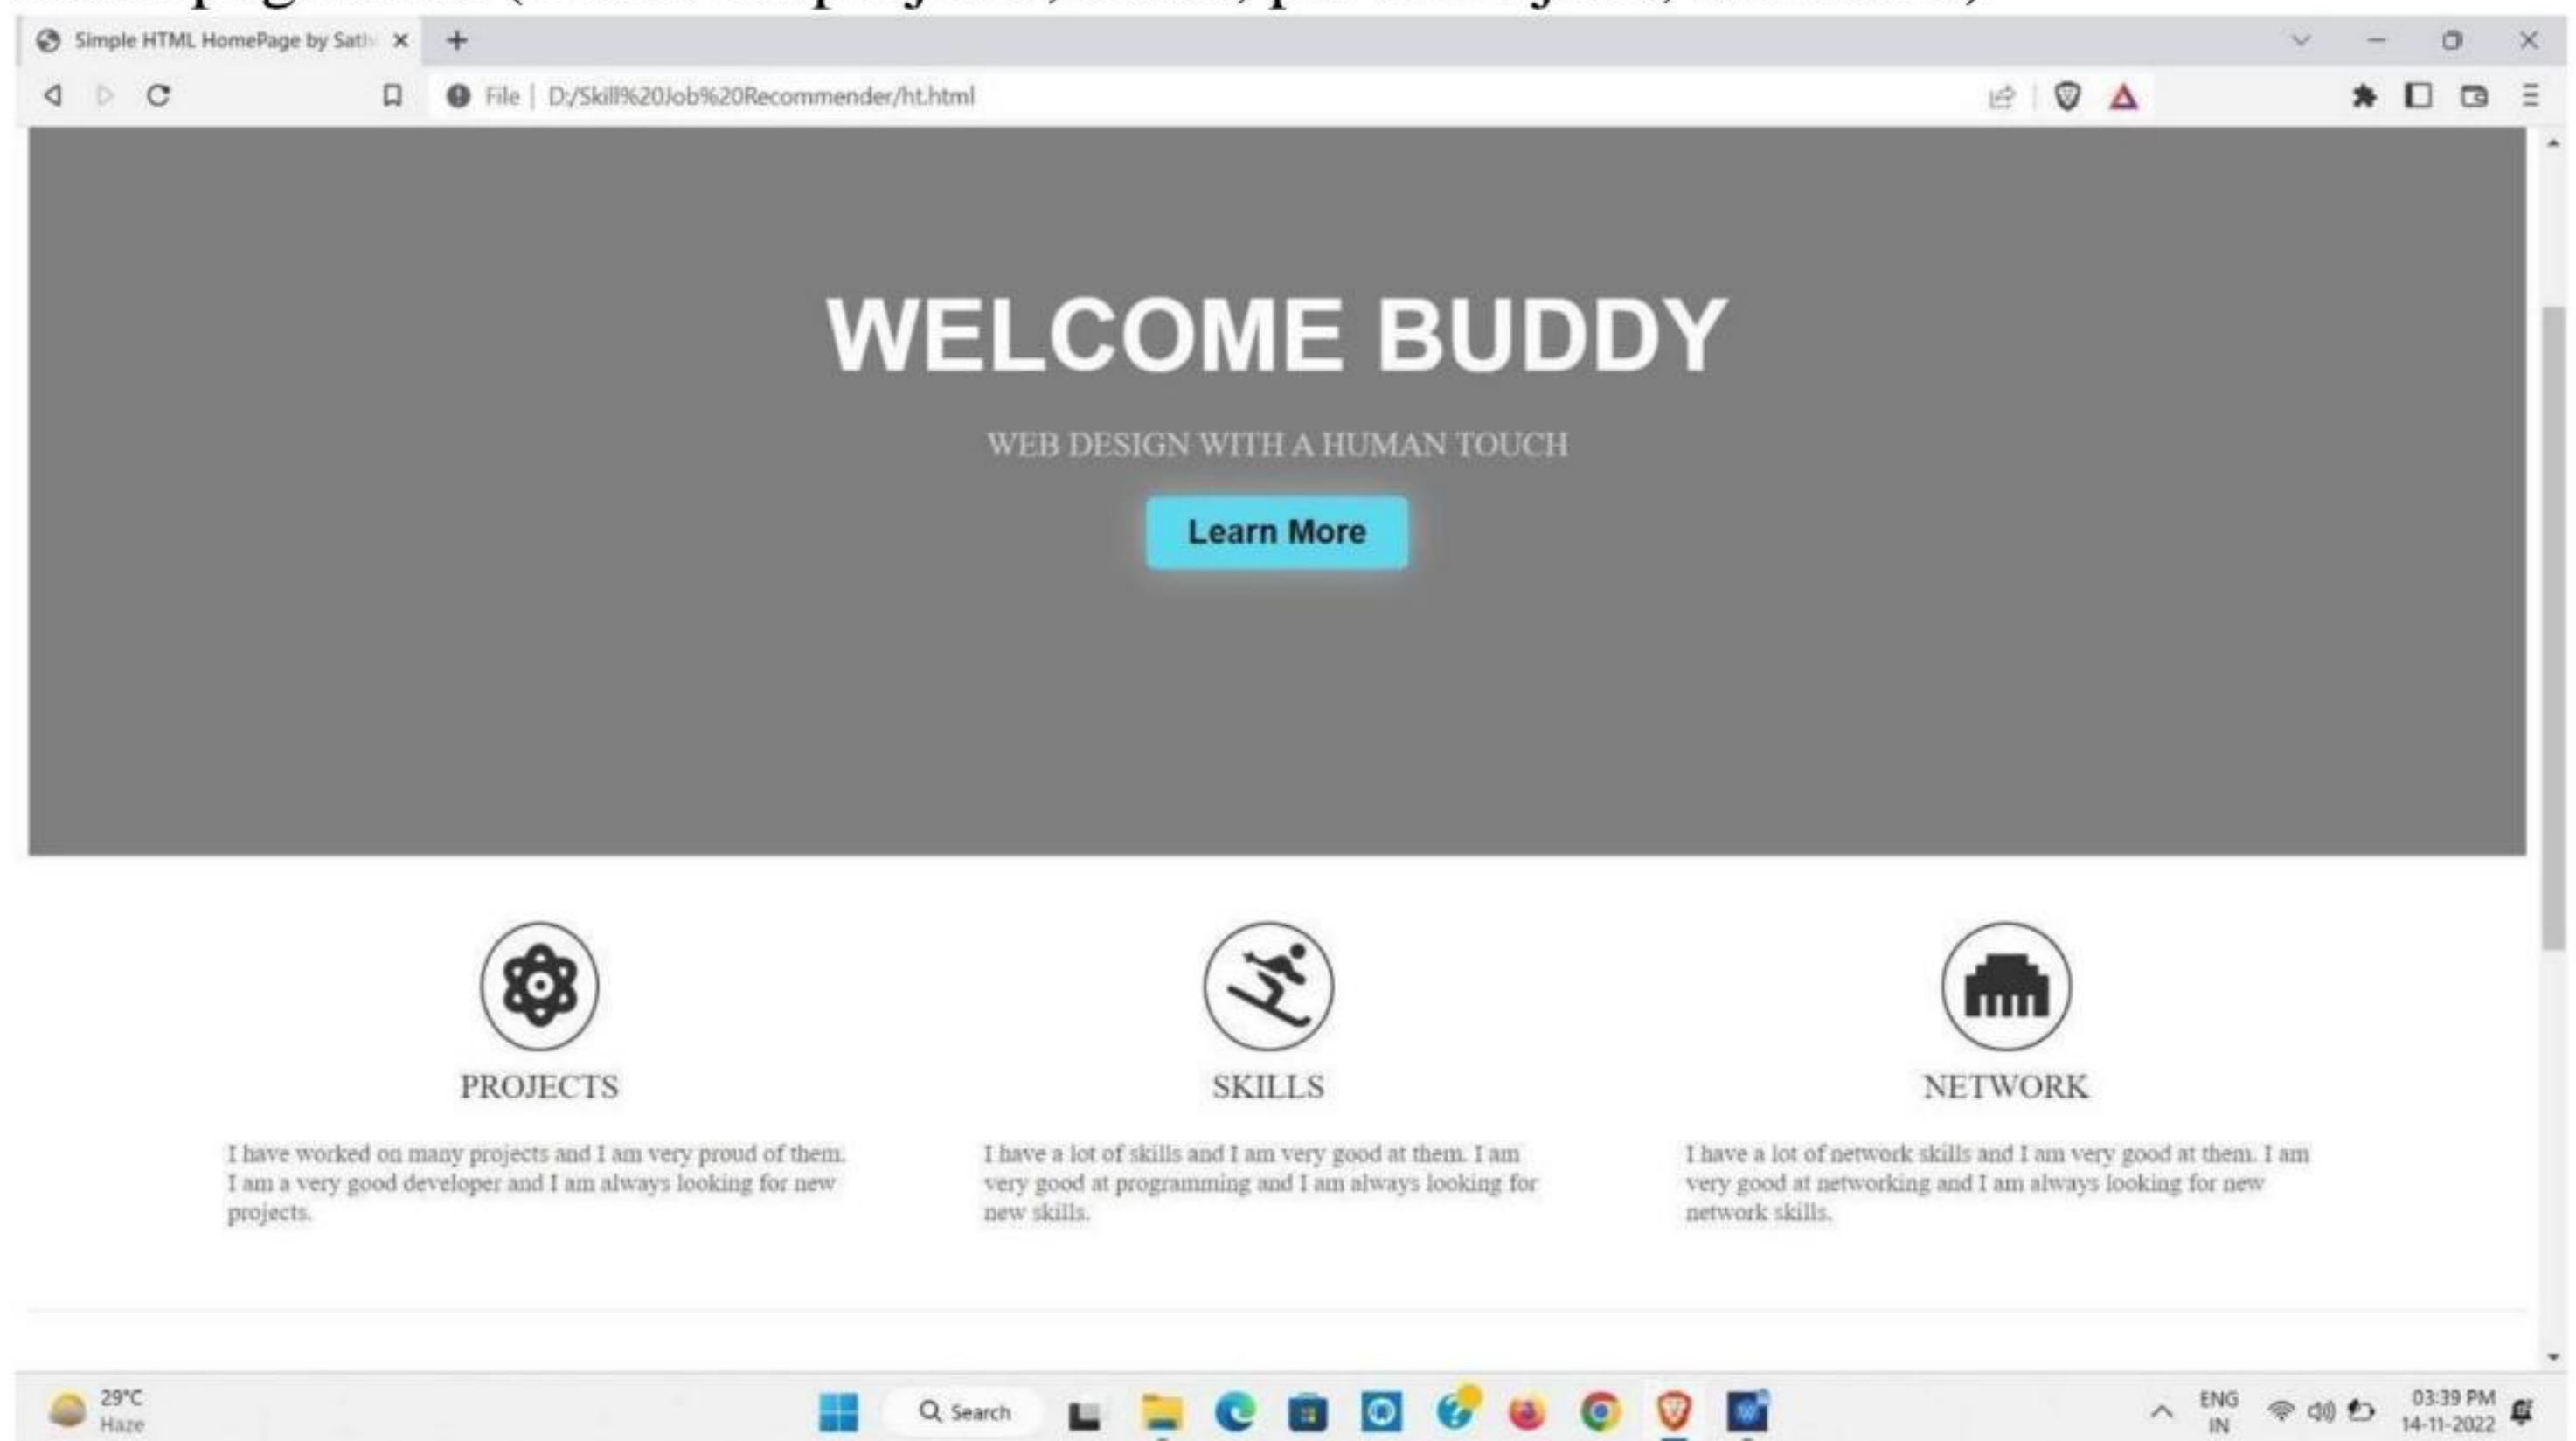 Simple HTML HomePage by Sath
File | D:/Skill%20Job%20Recommender/ht.html
WELCOME BUDDY
WEB DESIGN WITH A HUMAN TOUCH
Learn More
PROJECTS
I have worked on many projects and I am very proud of them.
I am a very good developer and I am always looking for new
projects.
SKILLS
I have a lot of skills and I am very good at them. I am
very good at programming and I am always looking for
new skills.
NETWORK
I have a lot of network skills and I am very good at them. I am
very good at networking and I am always looking for new
network skills.
29°C
Haze
Search
ENG
IN
03:39 PM
14-11-2022